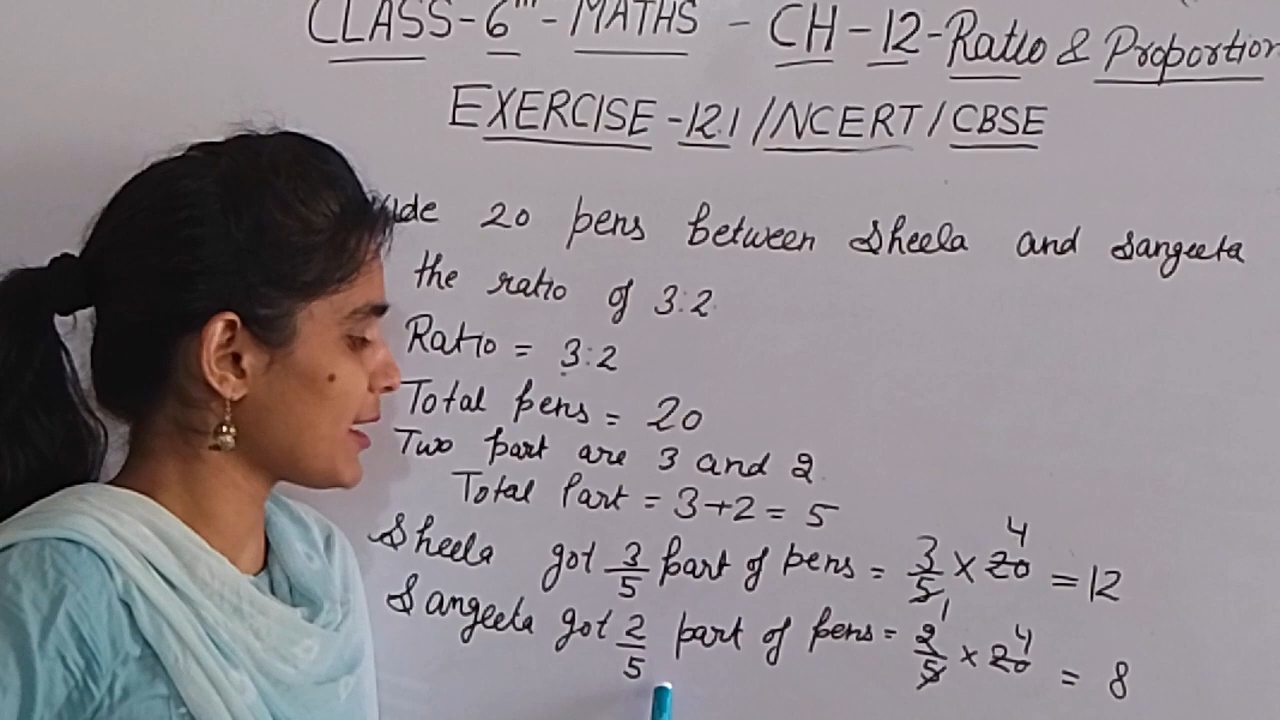 CLASS-6th-MATHS - CH-12-Ratio & Proportion
EXERCISE-12.1/NCERT/CBSE
20 pens between Sheela and Sangeeta
the ratio of 3:2.
Ratio = 3:2
Total pens = 20
Two part are 3 and 2.
Total Part = 3+2 = 5
Sheela got 3/5 part of pens = 3/5 1 × 20 4 = 12
Sangeeta got 2/5 part of pens = 2/5 × 20 4 = 8